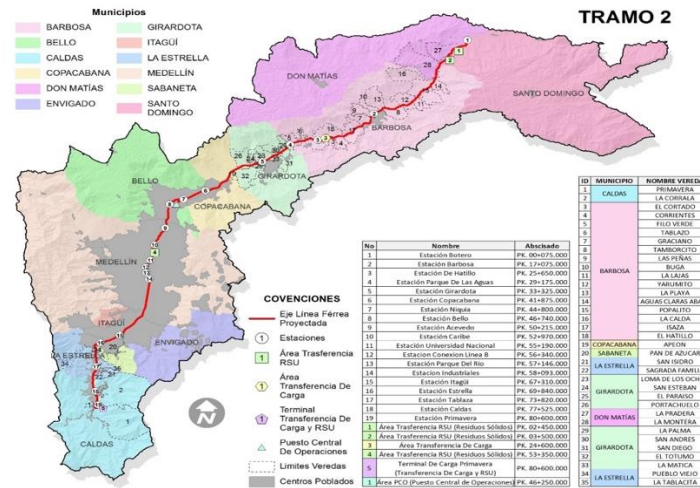 Municipios
BARBOSA
BELLO
CALDAS
COPACABANA
DON MATÍAS
ENVIGADO
GIRARDOTA
ITAGÜÍ
LA ESTRELLA
MEDELLÍN
SABANETA
SANTO DOMINGO
TRAMO 2
DON MATÍAS
SANTO DOMINGO
BARBOSA
GIRARDOTA
COPACABANA
BELLO
MEDELLÍN
ITAGÜÍ
ENVIGADO
LA ESTRELLA
CALDAS
COVENCIONES
Eje Línea Férrea Proyectada
1 Estaciones
1 Área Trasferencia RSU
1 Área Transferencia De Carga
1 Terminal Transferencia De Carga y RSU
Puesto Central de Operaciones
Limites Veredas
Centros Poblados
N
No Nombre Abscisado
1 Estación Botero PK. 00+075.000
2 Estación Barbosa PK. 17+075.000
3 Estación De Hatillo PK. 25+650.000
4 Estación Parque De Las Aguas PK. 29+175.000
5 Estación Girardota PK. 33+325.000
6 Estación Copacabana PK. 41+875.000
7 Estación Niquia PK. 44+800.000
8 Estación Bello PK. 46+740.000
9 Estación Acevedo PK. 50+215.000
10 Estación Caribe PK. 52+970.000
11 Estación Universidad Nacional PK. 55+190.000
12 Estacion Conexion Línea B PK. 56+340.000
13 Estación Parque Del Río PK. 57+146.000
14 Estacion Industriales PK. 58+093.000
15 Estación Itagüí PK. 67+310.000
16 Estación Estrella PK. 69+840.000
17 Estación Tablaza PK. 73+820.000
18 Estación Caldas PK. 77+525.000
19 Estación Primavera PK. 80+600.000
1 Área Trasferencia RSU (Residuos Sólidos) PK. 02+450.000
2 Área Trasferencia RSU (Residuos Sólidos) PK. 03+500.000
3 Área Transferencia De Carga PK. 24+600.000
4 Área Trasferencia RSU (Residuos Sólidos) PK. 53+350.000
5 Terminal de Carga Primavera (Transferencia De Carga y RSU) PK. 80+600.000
1 Área PCO (Puesto Central de Operaciones) PK. 46+250.000
ID MUNICIPIO NOMBRE VEREDA
1 CALDAS PRIMAVERA
2 LA CORRALA
3 BARBOSA EL CORTADO
4 CORRIENTES
5 FILO VERDE
6 TABLAZO
7 GRACIANO
8 TAMBORCITO
9 LAS PEÑAS
10 BUGA
11 LA LAJAS
12 YARUMITO
13 LA PLAYA
14 AGUAS CLARAS ABA
15 POPALITO
16 LA CALDA
17 ISAZA
18 EL HATILLO
19 COPACABANA APEON
20 SABANETA PAN DE AZUCAR
21 LA ESTRELLA SAN ISIDRO
22 SAGRADA FAMILI
23 GIRARDOTA LOMA DE LOS OCH
24 SAN ESTEBAN
25 EL PARAISO
26 PORTACHUELO
27 DON MATÍAS LA PRADERA
28 LA MONTERA
29 GIRARDOTA LA PALMA
30 SAN ANDRES
31 SAN DIEGO
32 EL TOTUMO
33 LA MATICA
34 LA ESTRELLA PUEBLO VIEJO
35 LA TABLACIT